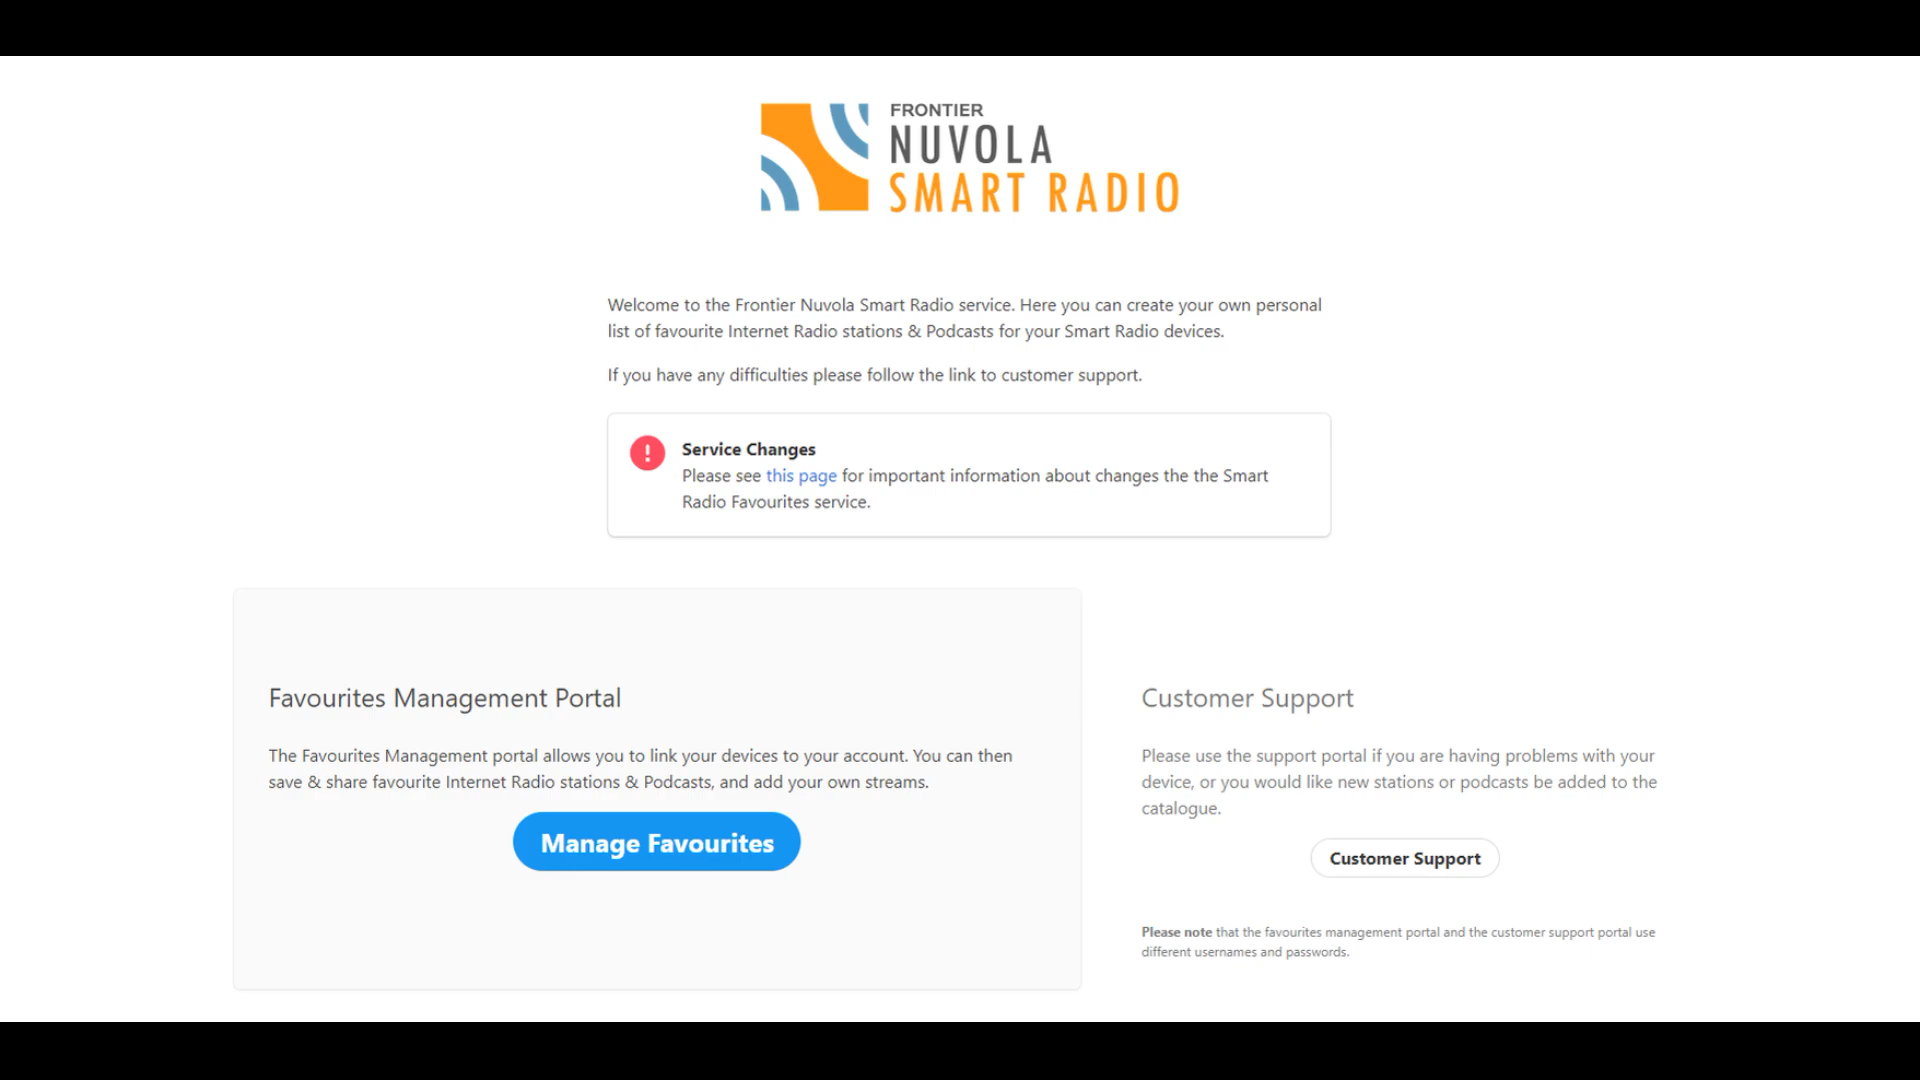 FRONTIER
NUVOLA
SMART RADIO
Welcome to the Frontier Nuvola Smart Radio service. Here you can create your own personal
list of favourite Internet Radio stations & Podcasts for your Smart Radio devices.
If you have any difficulties please follow the link to customer support.
Service Changes
Please see this page for important information about changes the the Smart
Radio Favourites service.
Favourites Management Portal
The Favourites Management portal allows you to link your devices to your account. You can then
save & share favourite Internet Radio stations & Podcasts, and add your own streams.
Manage Favourites
Customer Support
Please use the support portal if you are having problems with your
device, or you would like new stations or podcasts be added to the
catalogue.
Customer Support
Please note that the favourites management portal and the customer support portal use
different usernames and passwords.